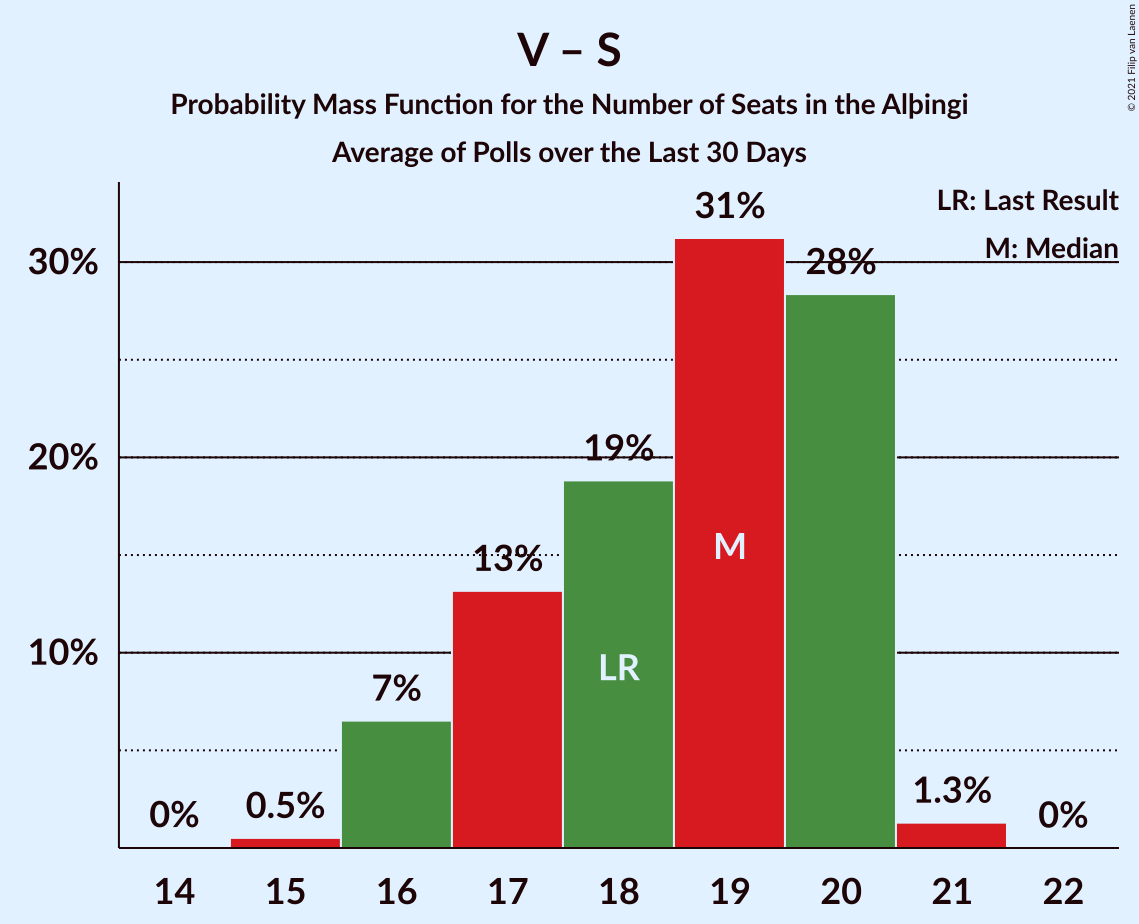 V – S
Probability Mass Function for the Number of Seats in the Alþingi
Average of Polls over the Last 30 Days
© 2021 Filip van Laenen
LR: Last Result
M: Median
30%
20%
10%
0%
0.5%
7%
13%
19%
31%
28%
1.3%
0%
LR
M
14 15 16 17 18 19 20 21 22